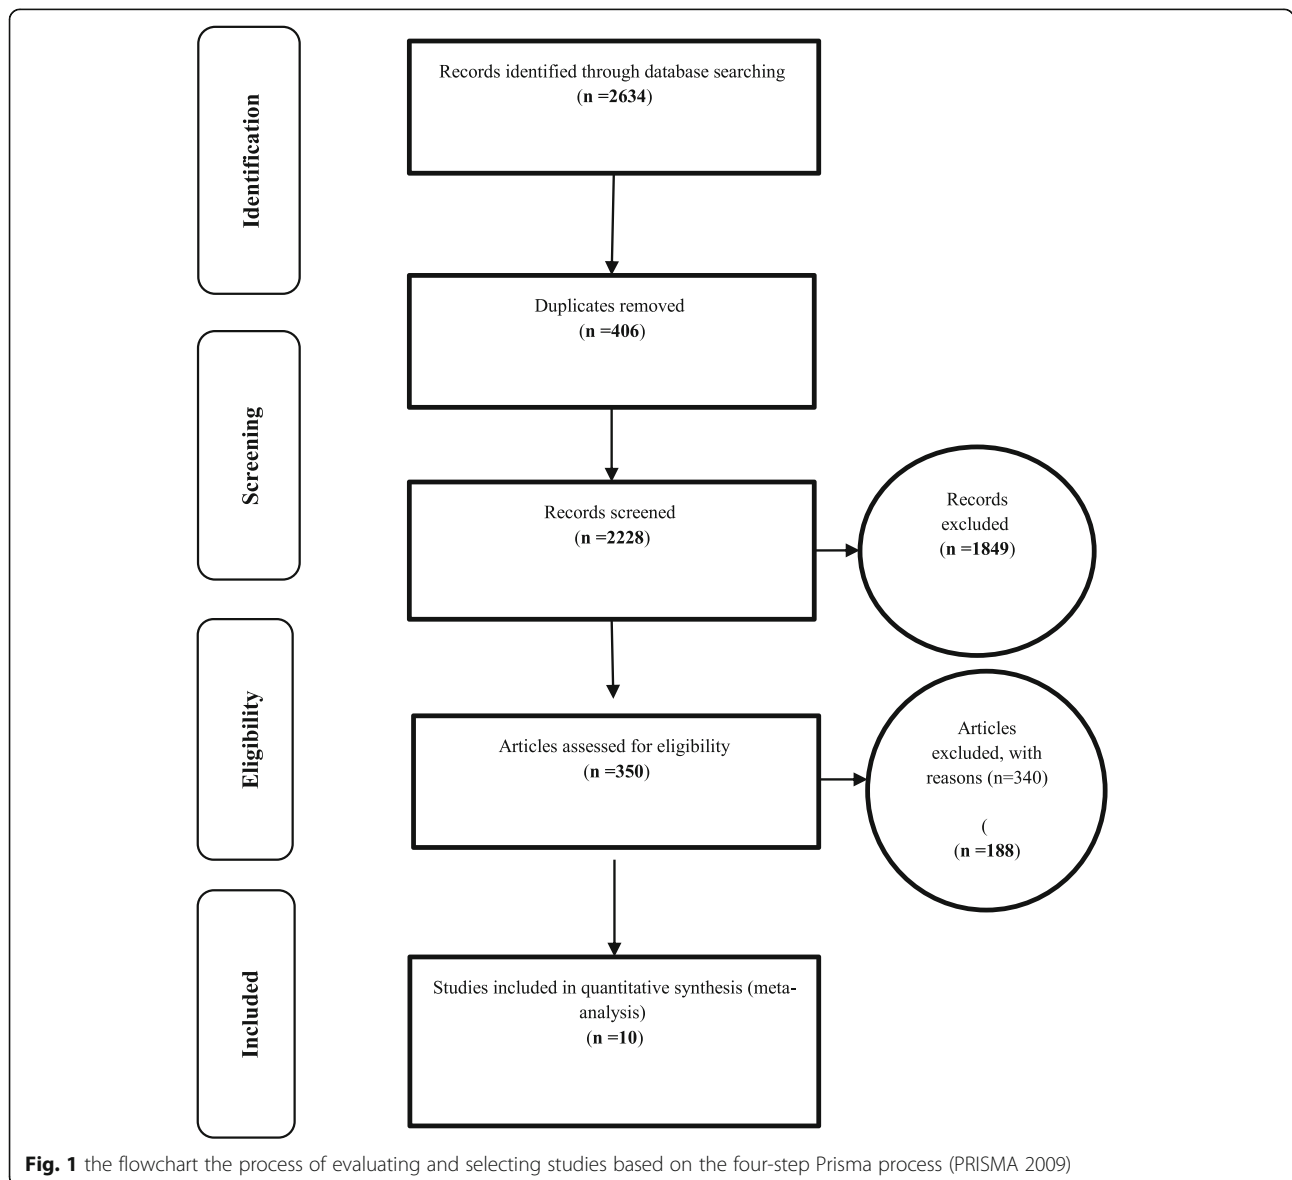 Identification
Records identified through database searching
(n =2634)
Duplicates removed
(n =406)
Screening
Records screened
(n =2228)
Records
excluded
(n =1849)
Eligibility
Articles assessed for eligibility
(n =350)
Articles
excluded, with
reasons (n=340)
(
(n =188)
Included
Studies included in quantitative synthesis (meta-
analysis)
(n =10)
Fig. 1 the flowchart the process of evaluating and selecting studies based on the four-step Prisma process (PRISMA 2009)